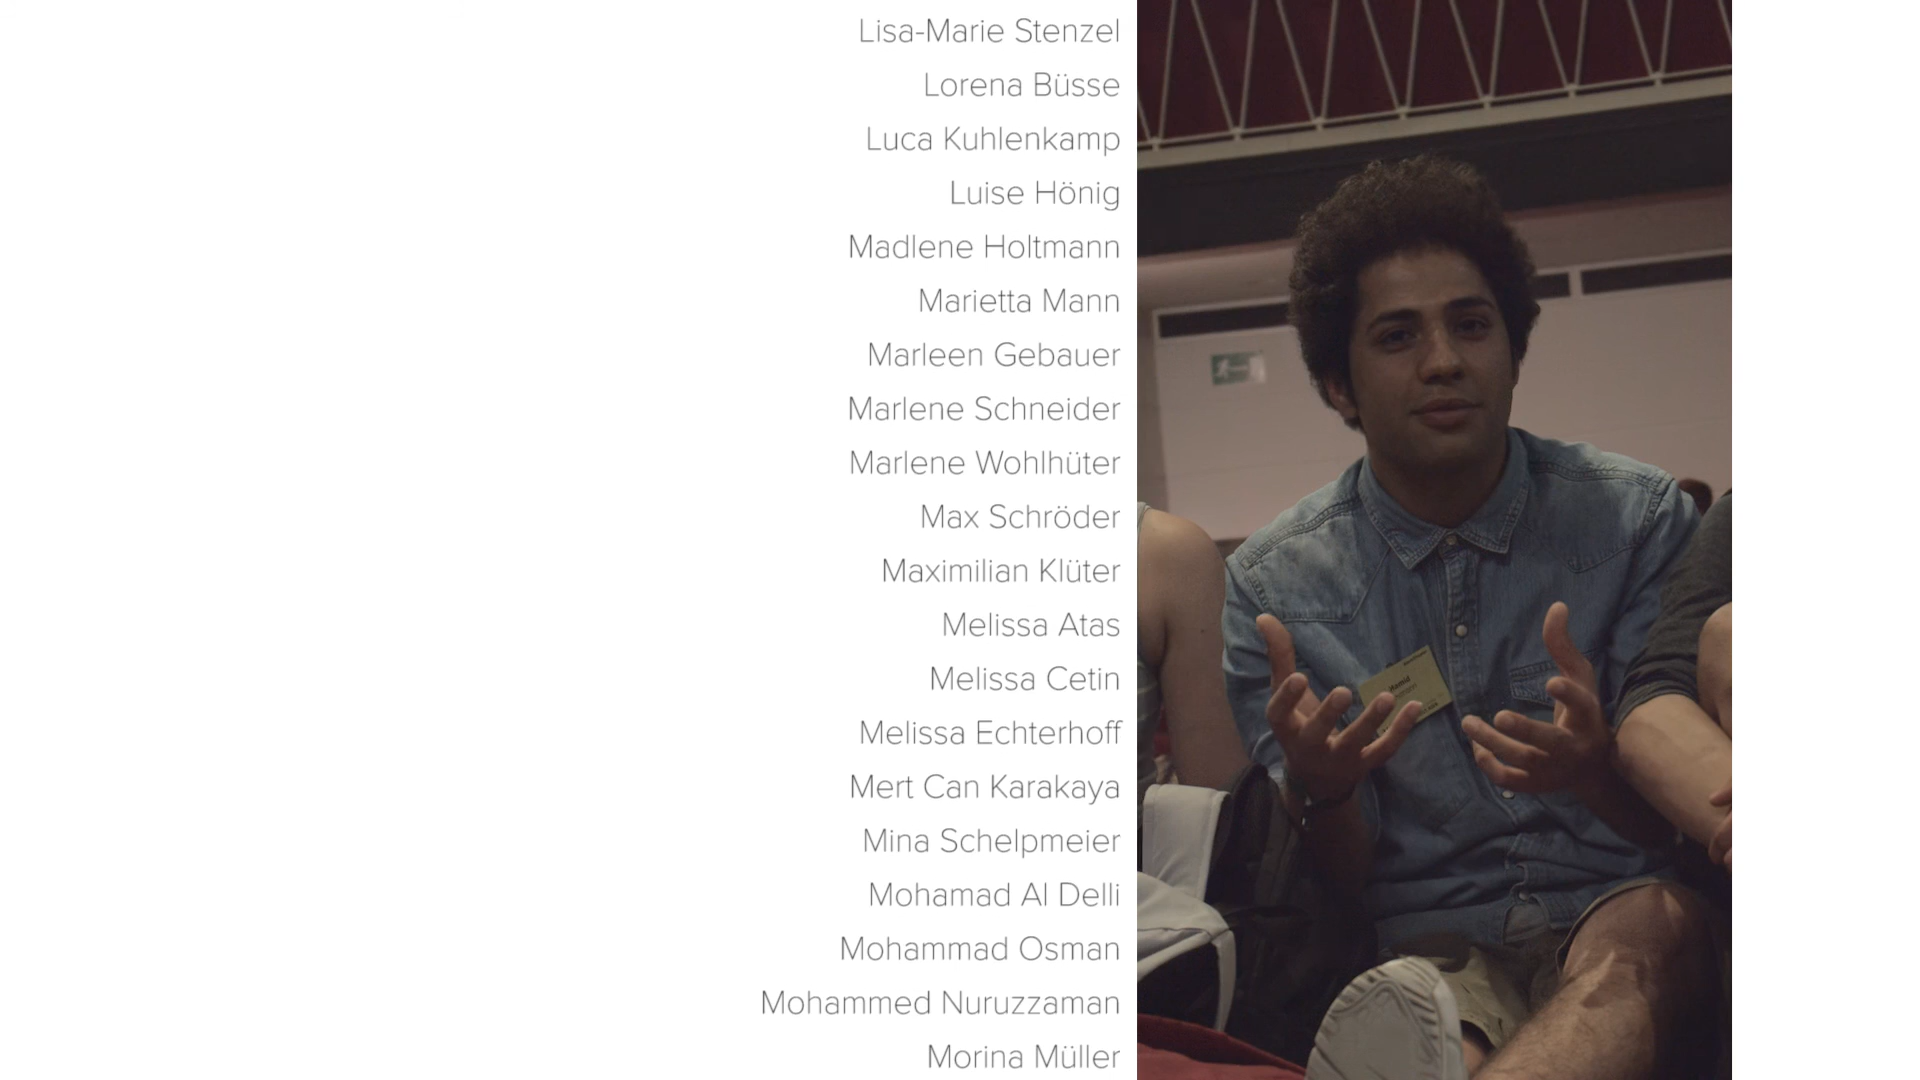 Lisa-Marie Stenzel
Lorena Büsse
Luca Kuhlenkamp
Luise Hönig
Madlene Holtmann
Marietta Mann
Marleen Gebauer
Marlene Schneider
Marlene Wohlhüter
Max Schröder
Maximilian Klüter
Melissa Atas
Melissa Cetin
Melissa Echterhoff
Mert Can Karakaya
Mina Schelpmeier
Mohamad Al Delli
Mohammad Osman
Mohammed Nuruzzaman
Morina Müller
Hamid